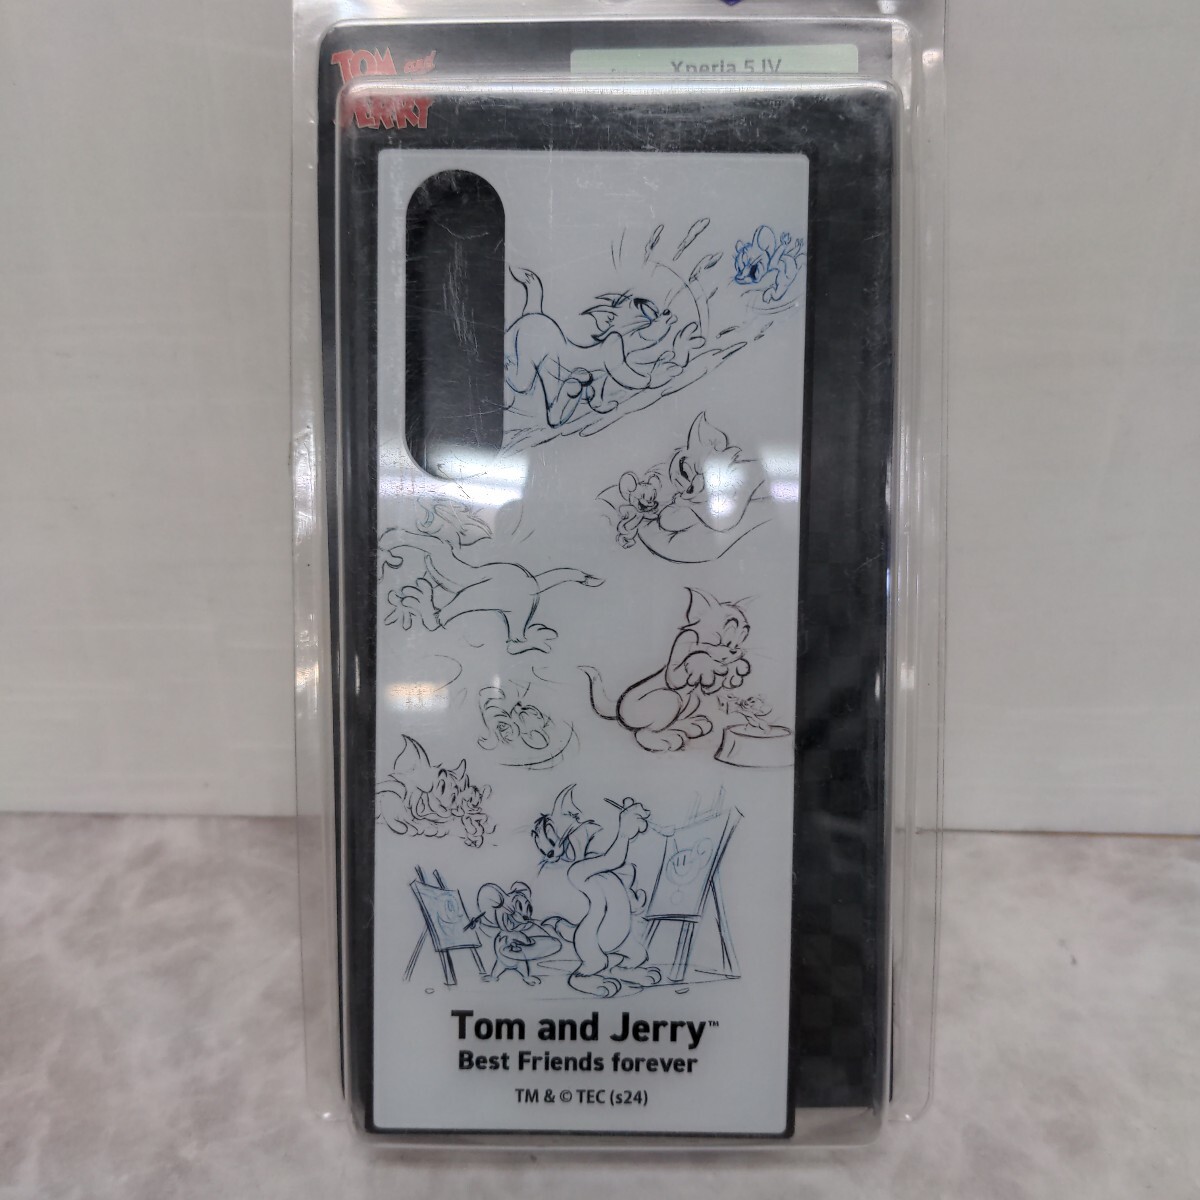 TOM and
JERRY
Xperia 5 IV
Tom and Jerry™
Best Friends forever
TM & © TEC (s24)